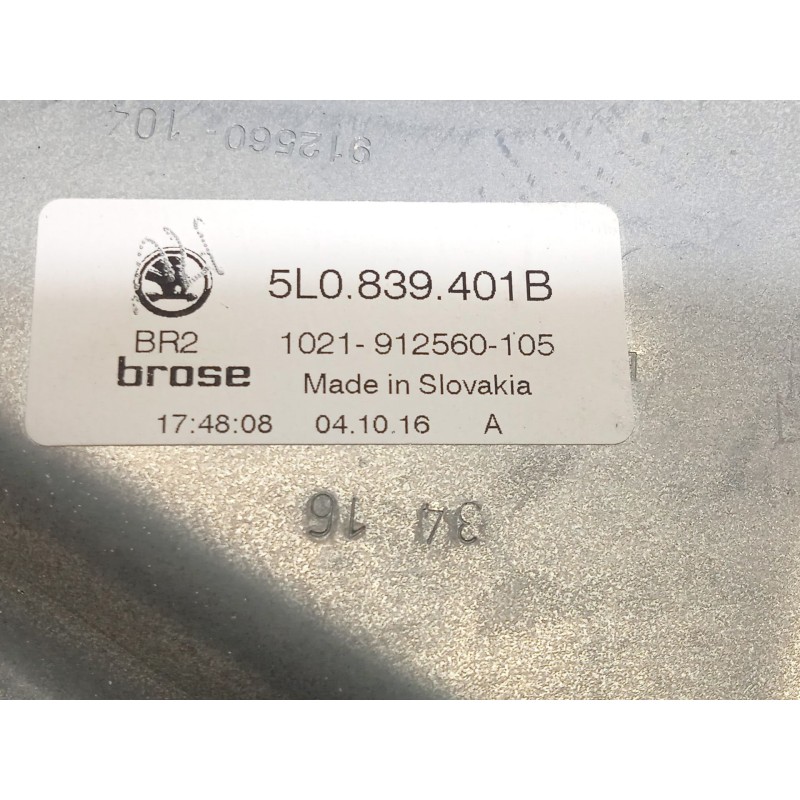 912560-104
5L0.839.401B
BR2 1021-912560-105
brose Made in Slovakia
17:48:08 04.10.16 A
34 16